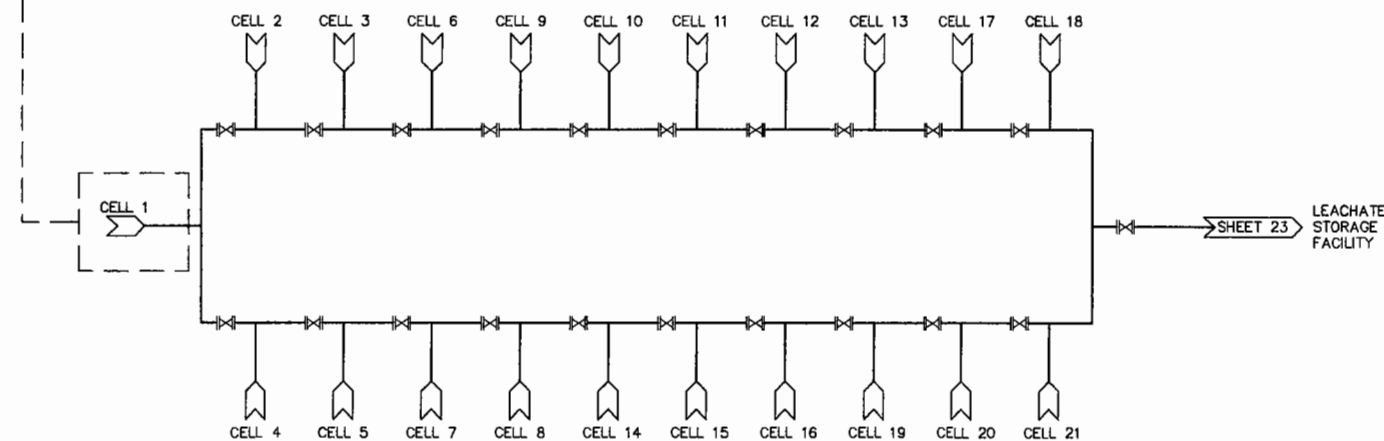 CELL 2
CELL 3
CELL 6
CELL 9
CELL 10
CELL 11
CELL 12
CELL 13
CELL 17
CELL 18
CELL 1
SHEET 23
LEACHATE
STORAGE
FACILITY
CELL 4
CELL 5
CELL 7
CELL 8
CELL 14
CELL 15
CELL 16
CELL 19
CELL 20
CELL 21